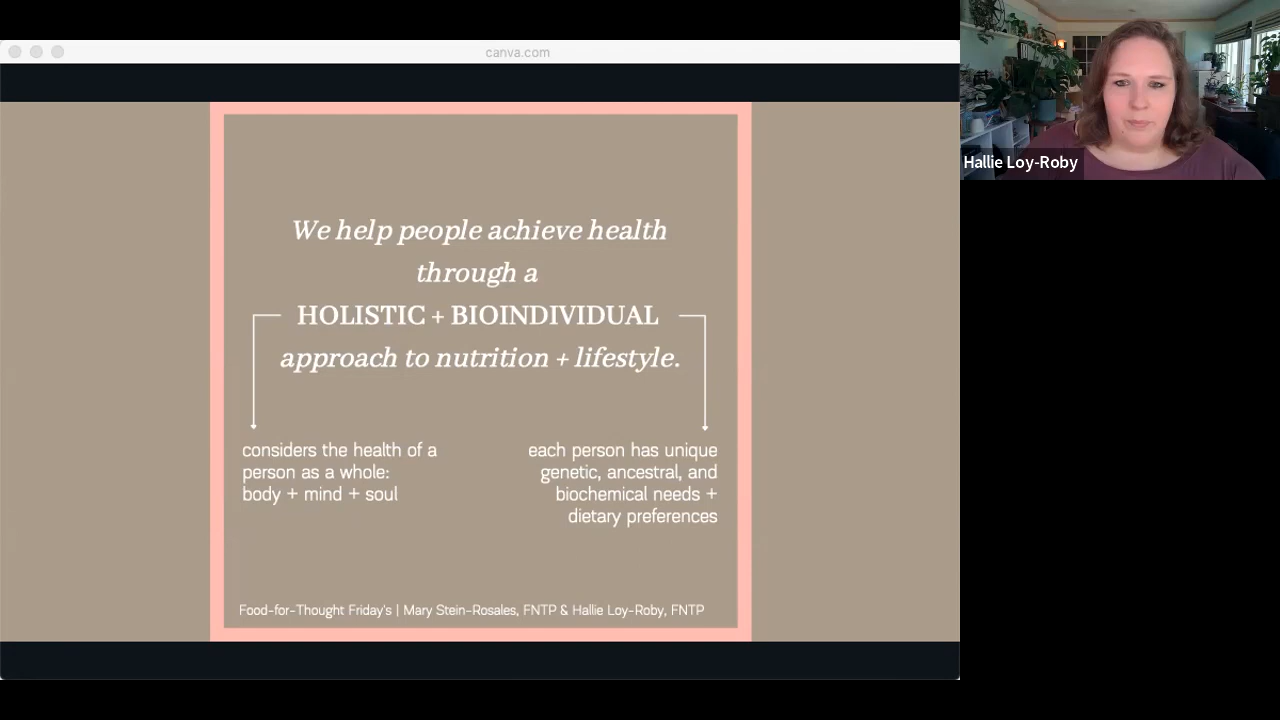 canva.com
We help people achieve health
through a
HOLISTIC + BIOINDIVIDUAL
approach to nutrition + lifestyle.
considers the health of a
person as a whole:
body + mind + soul
each person has unique
genetic, ancestral, and
biochemical needs +
dietary preferences
Food-for-Thought Friday's | Mary Stein-Rosales, FNTP & Hallie Loy-Roby, FNTP
Hallie Loy-Roby